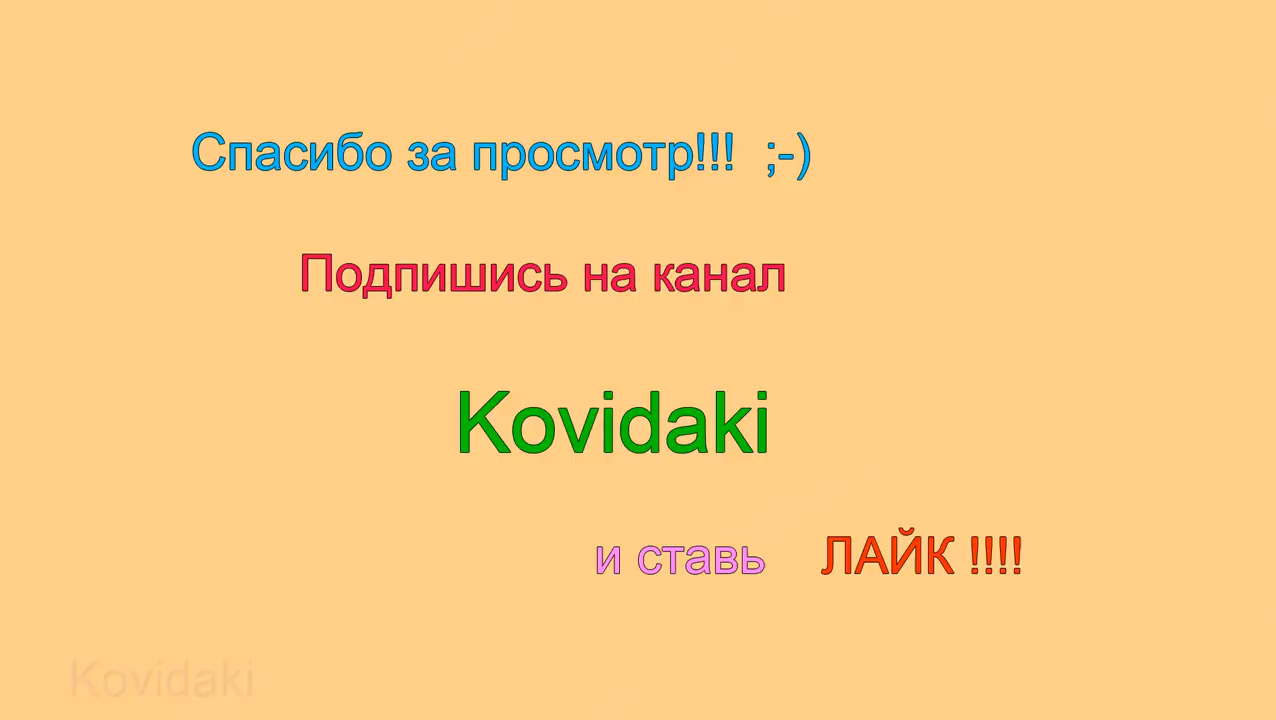 Спасибо за просмотр!!! ;-)
Подпишись на канал
Kovidaki
и ставь ЛАЙК !!!!
Kovidaki